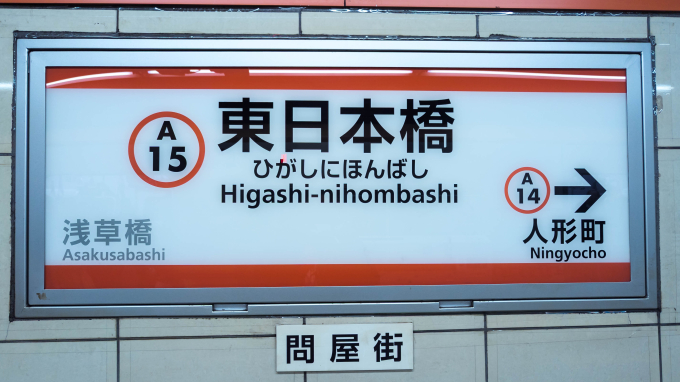 A
15
東日本橋
ひがしにほんばし
Higashi-nihombashi
浅草橋
Asakusabashi
A
14
人形町
Ningyocho
問屋街